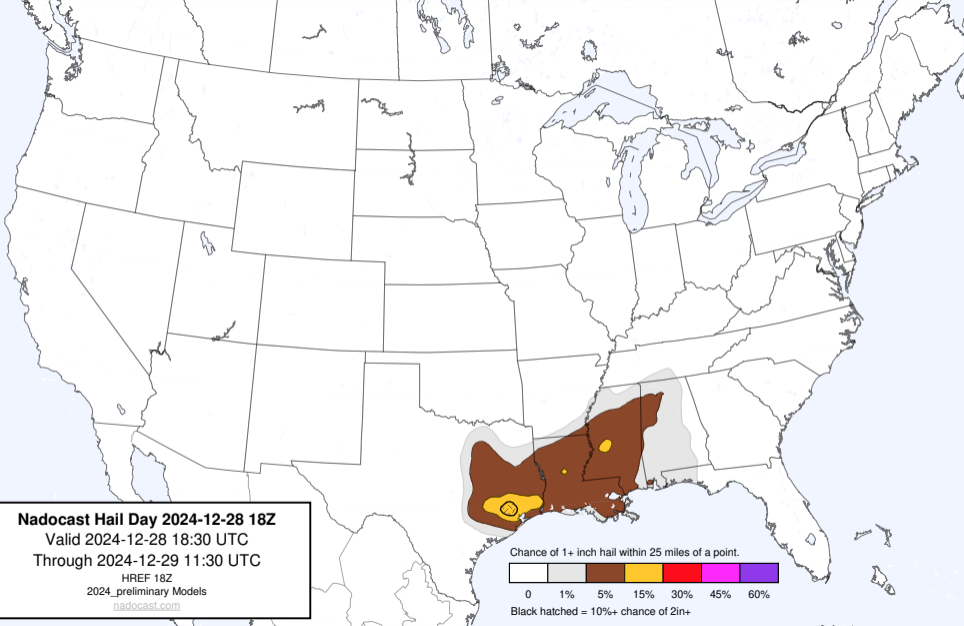 Nadocast Hail Day 2024-12-28 18Z
Valid 2024-12-28 18:30 UTC
Through 2024-12-29 11:30 UTC
HREF 18Z
2024_preliminary Models
nadocast.com
Chance of 1+ inch hail within 25 miles of a point.
0 1% 5% 15% 30% 45% 60%
Black hatched = 10%+ chance of 2in+